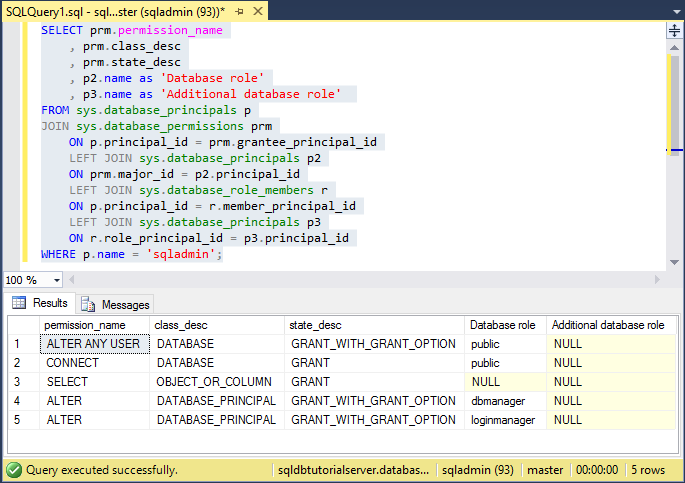 SQLQuery1.sql - sql...ster (sqladmin (93))*
SELECT prm.permission_name
, prm.class_desc
, prm.state_desc
, p2.name as 'Database role'
, p3.name as 'Additional database role'
FROM sys.database_principals p
JOIN sys.database_permissions prm
ON p.principal_id = prm.grantee_principal_id
LEFT JOIN sys.database_principals p2
ON prm.major_id = p2.principal_id
LEFT JOIN sys.database_role_members r
ON p.principal_id = r.member_principal_id
LEFT JOIN sys.database_principals p3
ON r.role_principal_id = p3.principal_id
WHERE p.name = 'sqladmin';
100 %
Results Messages
permission_name class_desc state_desc Database role Additional database role
1 ALTER ANY USER DATABASE GRANT_WITH_GRANT_OPTION public NULL
2 CONNECT DATABASE GRANT public NULL
3 SELECT OBJECT_OR_COLUMN GRANT NULL NULL
4 ALTER DATABASE_PRINCIPAL GRANT_WITH_GRANT_OPTION dbmanager NULL
5 ALTER DATABASE_PRINCIPAL GRANT_WITH_GRANT_OPTION loginmanager NULL
Query executed successfully. sqldbtutorialserver.databas... sqladmin (93) master 00:00:00 5 rows